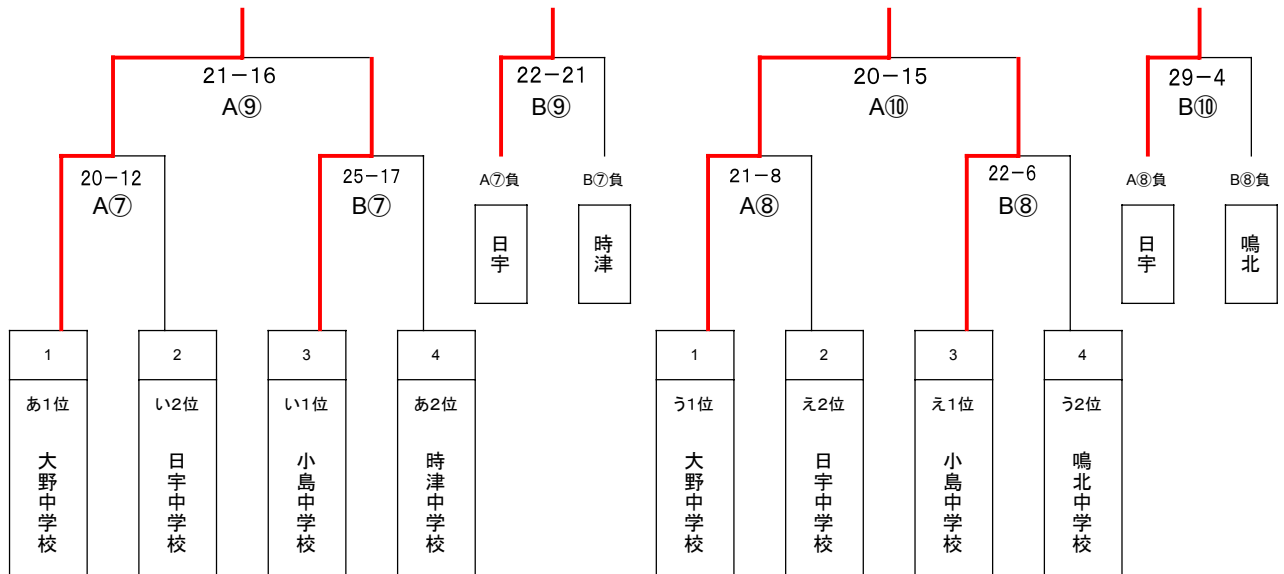 21－16
A⑨
22－21
B⑨
20－15
A⑩
29－4
B⑩
20－12
A⑦
25－17
B⑦
A⑦負
B⑦負
21－8
A⑧
22－6
B⑧
A⑧負
B⑧負
日宇
時津
日宇
鳴北
1
2
3
4
1
2
3
4
あ1位
い2位
い1位
あ2位
う1位
え2位
え1位
う2位
大野中学校
日宇中学校
小島中学校
時津中学校
大野中学校
日宇中学校
小島中学校
鳴北中学校